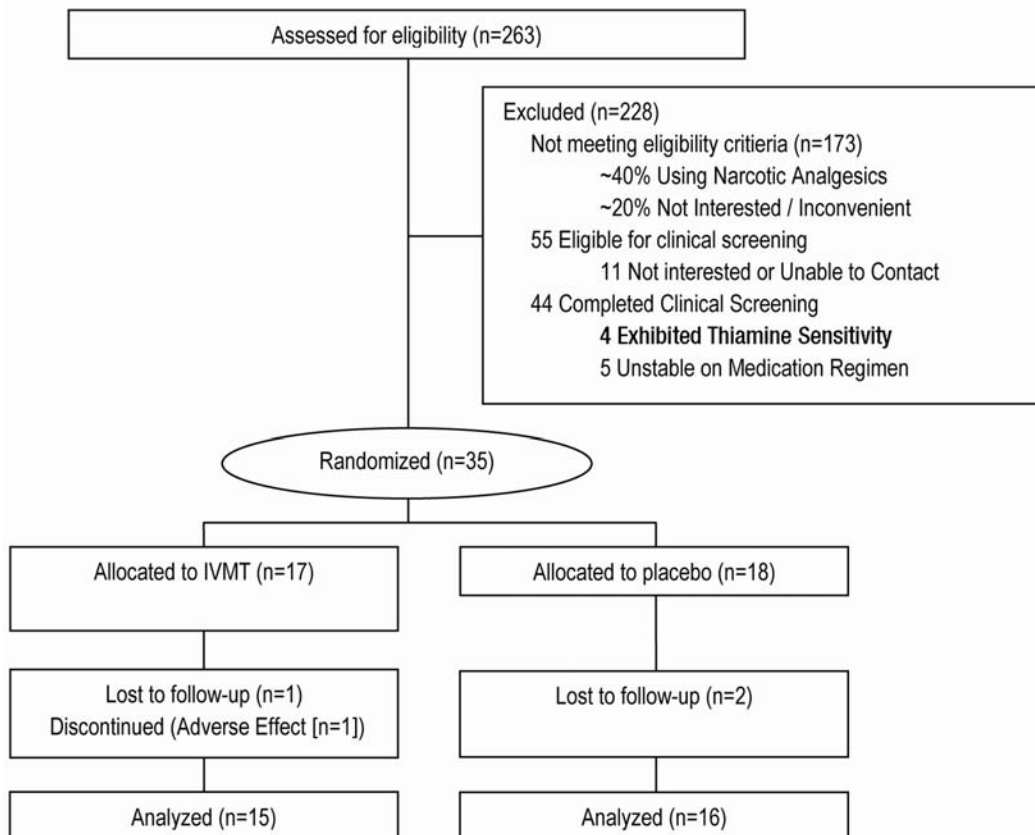 Assessed for eligibility (n=263)
Excluded (n=228)
Not meeting eligibility critieria (n=173)
~40% Using Narcotic Analgesics
~20% Not Interested / Inconvenient
55 Eligible for clinical screening
11 Not interested or Unable to Contact
44 Completed Clinical Screening
4 Exhibited Thiamine Sensitivity
5 Unstable on Medication Regimen
Randomized (n=35)
Allocated to IVMT (n=17)
Allocated to placebo (n=18)
Lost to follow-up (n=1)
Discontinued (Adverse Effect [n=1])
Lost to follow-up (n=2)
Analyzed (n=15)
Analyzed (n=16)